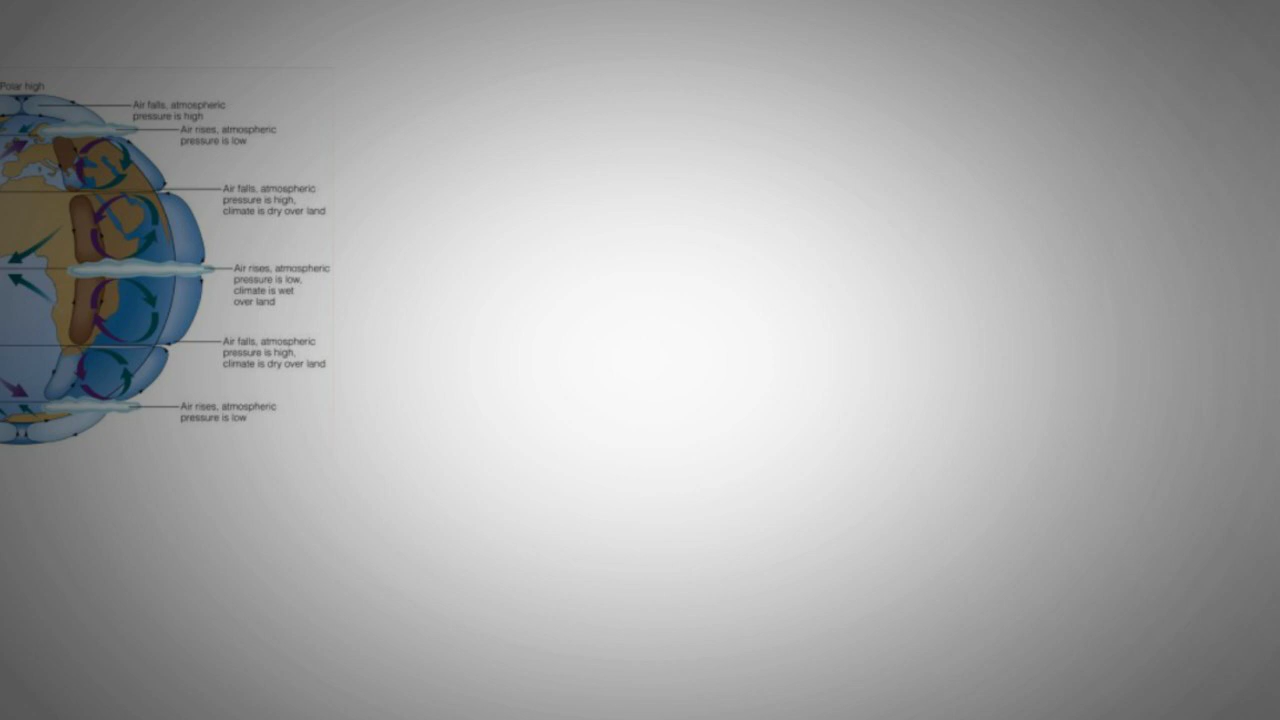 Polar high
Air falls, atmospheric
pressure is high
Air rises, atmospheric
pressure is low
Air falls, atmospheric
pressure is high,
climate is dry over land
Air rises, atmospheric
pressure is low,
climate is wet
over land
Air falls, atmospheric
pressure is high,
climate is dry over land
Air rises, atmospheric
pressure is low